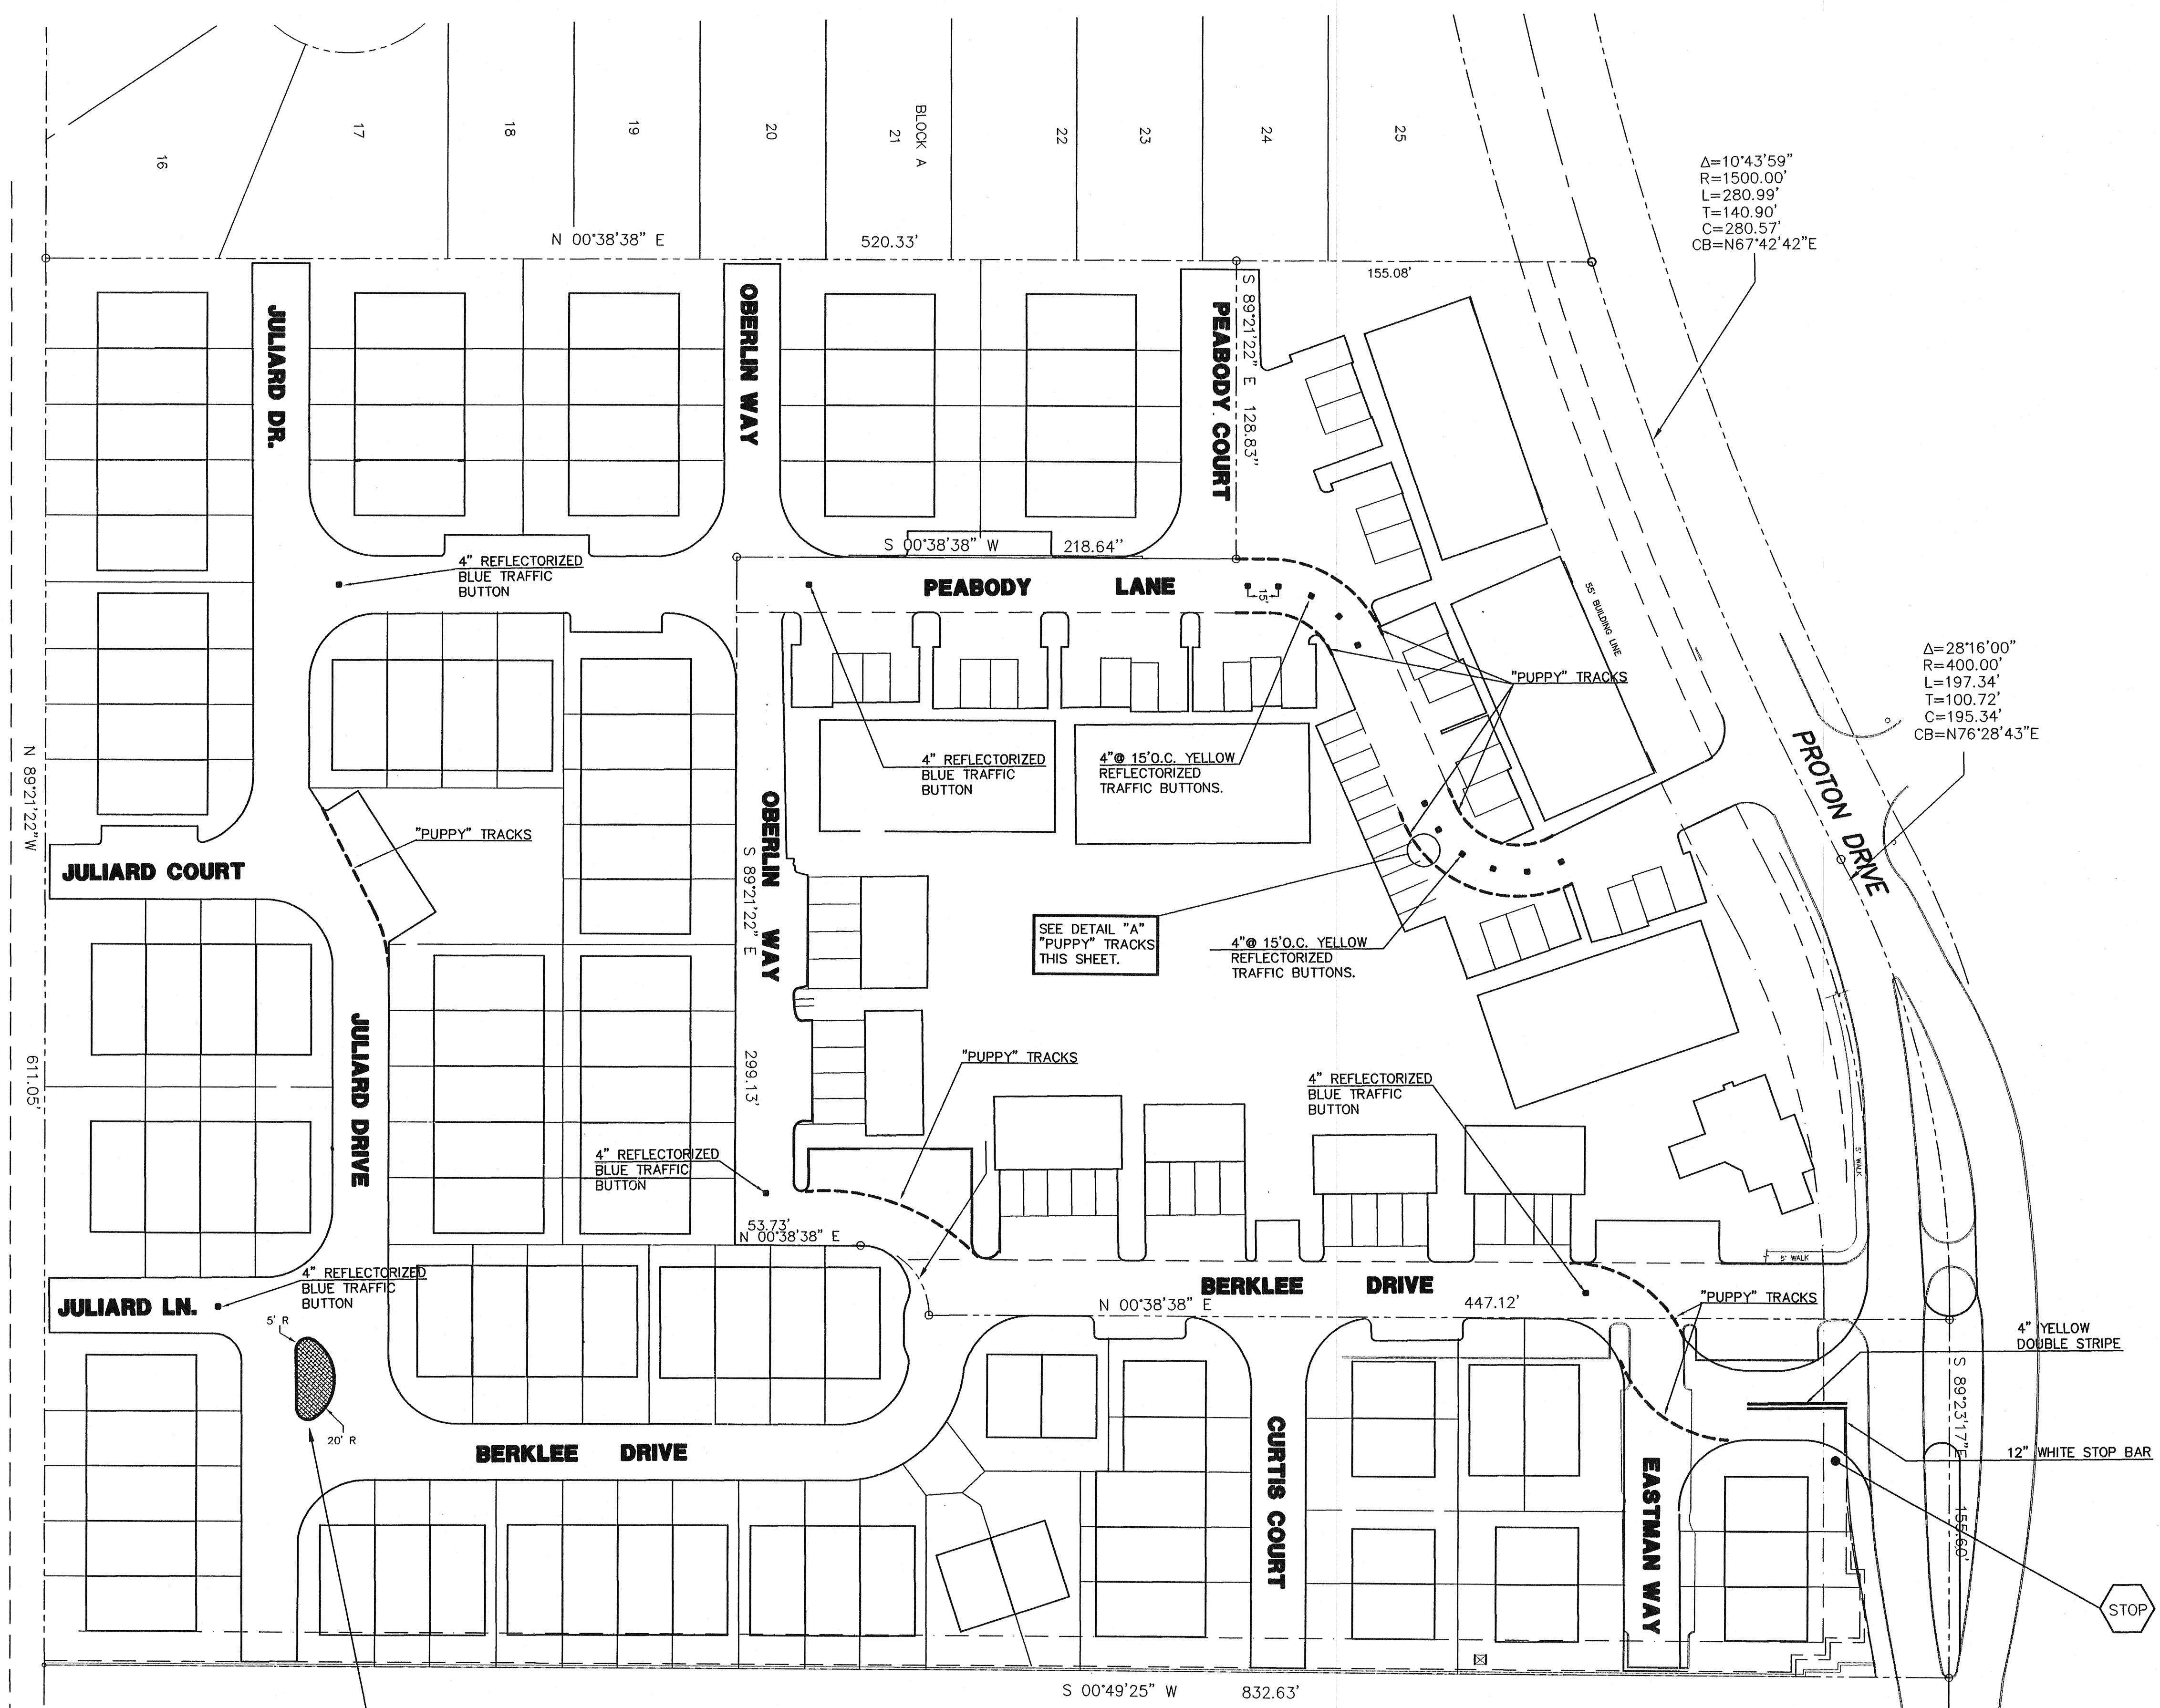 16
17
18
19
20
BLOCK A
21
22
23
24
25
Δ=10°43'59"
R=1500.00'
L=280.99'
T=140.90'
C=280.57'
CB=N67°42'42"E
N 00°38'38" E
520.33'
155.08'
JULIARD DR.
OBERLIN WAY
PEABODY COURT
S 89°21'22" E 128.83"
4" REFLECTORIZED
BLUE TRAFFIC
BUTTON
S 00°38'38" W
218.64"
PEABODY LANE
15'
55' BUILDING LINE
"PUPPY" TRACKS
Δ=28°16'00"
R=400.00'
L=197.34'
T=100.72'
C=195.34'
CB=N76°28'43"E
PROTON DRIVE
4" REFLECTORIZED
BLUE TRAFFIC
BUTTON
4"@ 15'O.C. YELLOW
REFLECTORIZED
TRAFFIC BUTTONS.
N 89°21'22"W
611.05'
"PUPPY" TRACKS
JULIARD COURT
OBERLIN WAY
S 89°21'22" E
299.13'
SEE DETAIL "A"
"PUPPY" TRACKS
THIS SHEET.
4"@ 15'O.C. YELLOW
REFLECTORIZED
TRAFFIC BUTTONS.
JULIARD DRIVE
"PUPPY" TRACKS
4" REFLECTORIZED
BLUE TRAFFIC
BUTTON
4" REFLECTORIZED
BLUE TRAFFIC
BUTTON
5' WALK
53.73'
N 00°38'38" E
5' WALK
4" REFLECTORIZED
BLUE TRAFFIC
BUTTON
JULIARD LN.
5' R
20' R
BERKLEE DRIVE
N 00°38'38" E
447.12'
"PUPPY" TRACKS
4" YELLOW
DOUBLE STRIPE
S 89°23'17"E
155.60'
12" WHITE STOP BAR
BERKLEE DRIVE
CURTIS COURT
EASTMAN WAY
STOP
S 00°49'25" W
832.63'